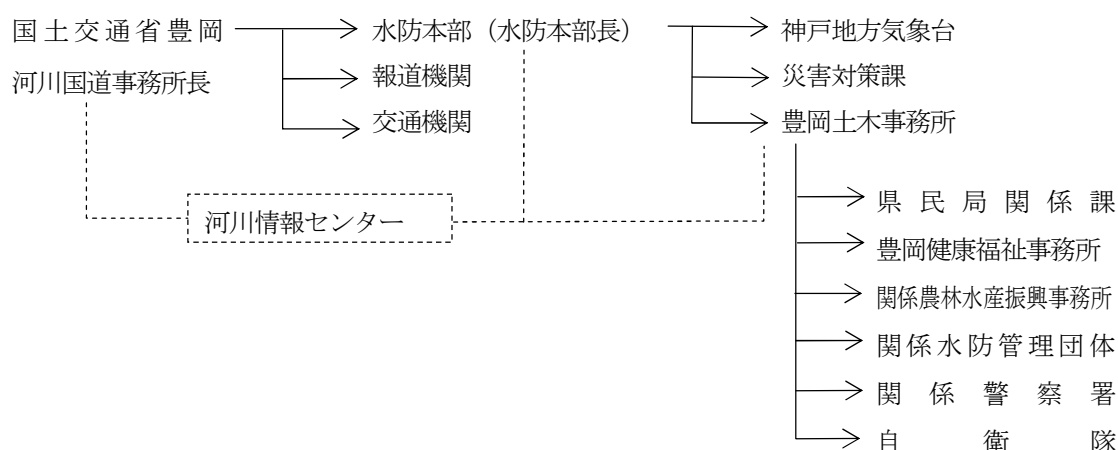 国土交通省豊岡
河川国道事務所長
水防本部（水防本部長）
報道機関
交通機関
神戸地方気象台
災害対策課
豊岡土木事務所
河川情報センター
県民局関係課
豊岡健康福祉事務所
関係農林水産振興事務所
関係水防管理団体
関係警察署
自衛隊